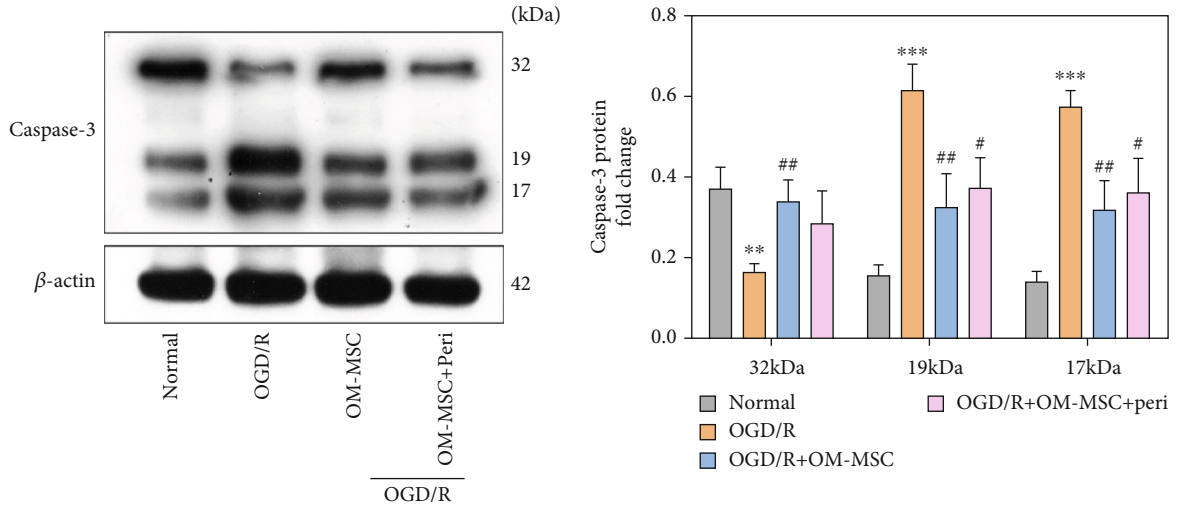 (kDa)
Caspase-3
32
19
17
β-actin
42
Normal
OGD/R
OM-MSC
OM-MSC+Peri
OGD/R
Caspase-3 protein
fold change
0.8
0.6
0.4
0.2
0.0
**
##
***
##
#
***
##
#
32kDa
19kDa
17kDa
Normal
OGD/R
OGD/R+OM-MSC
OGD/R+OM-MSC+peri